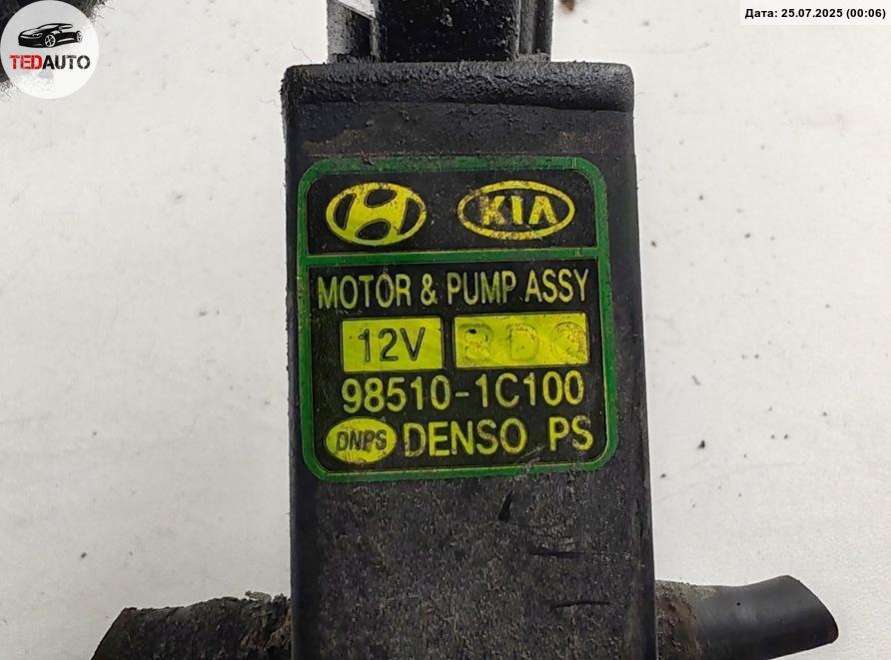 Дата: 25.07.2025 (00:06)
TEDAUTO
KIA
MOTOR & PUMP ASSY
12V
98510-1C100
DNPS DENSO PS